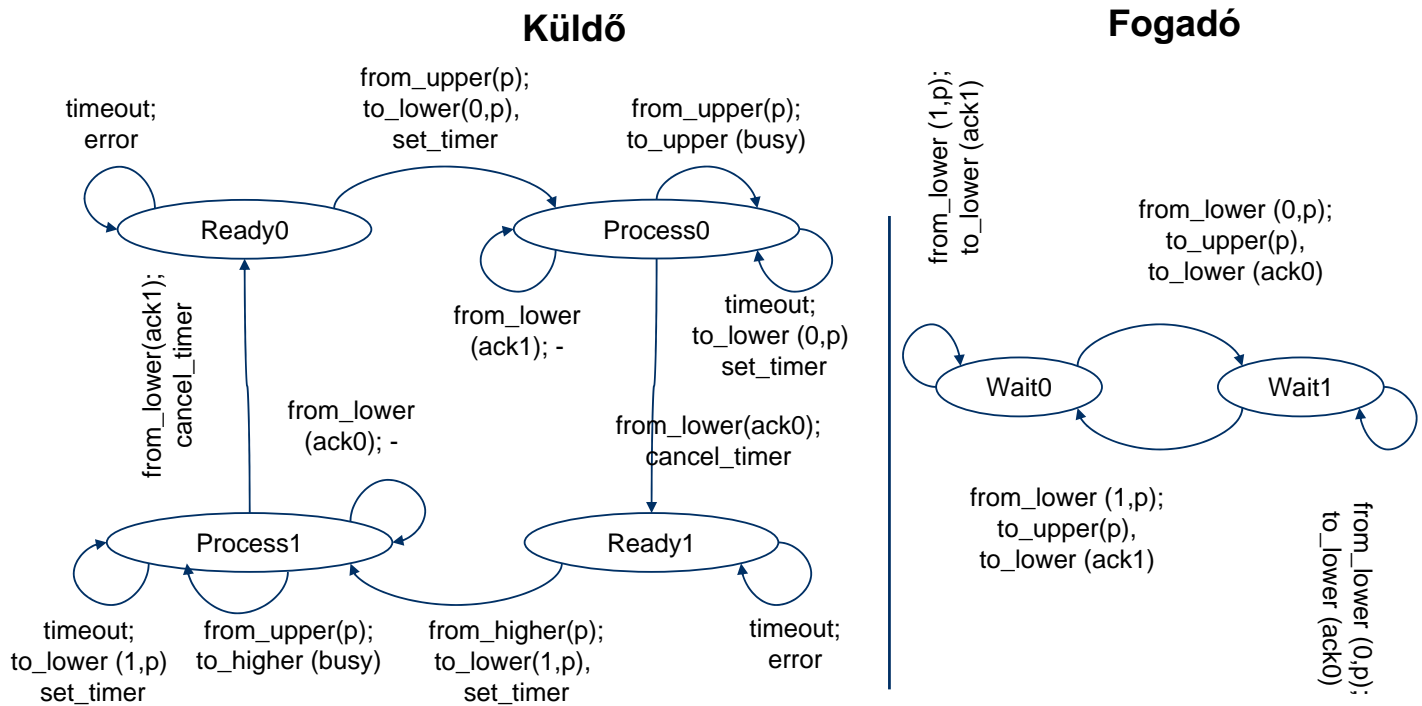 Küldő
Fogadó
timeout;
error
from_upper(p);
to_lower(0,p),
set_timer
from_upper(p);
to_upper (busy)
Ready0
Process0
from_lower(ack1);
cancel_timer
from_lower
(ack1); -
timeout;
to_lower (0,p)
set_timer
from_lower
(ack0); -
from_lower(ack0);
cancel_timer
Process1
Ready1
timeout;
to_lower (1,p)
set_timer
from_upper(p);
to_higher (busy)
from_higher(p);
to_lower(1,p),
set_timer
timeout;
error
from_lower (1,p);
to_lower (ack1)
from_lower (0,p);
to_upper(p),
to_lower (ack0)
Wait0
Wait1
from_lower (1,p);
to_upper(p),
to_lower (ack1)
from_lower (0,p);
to_lower (ack0)